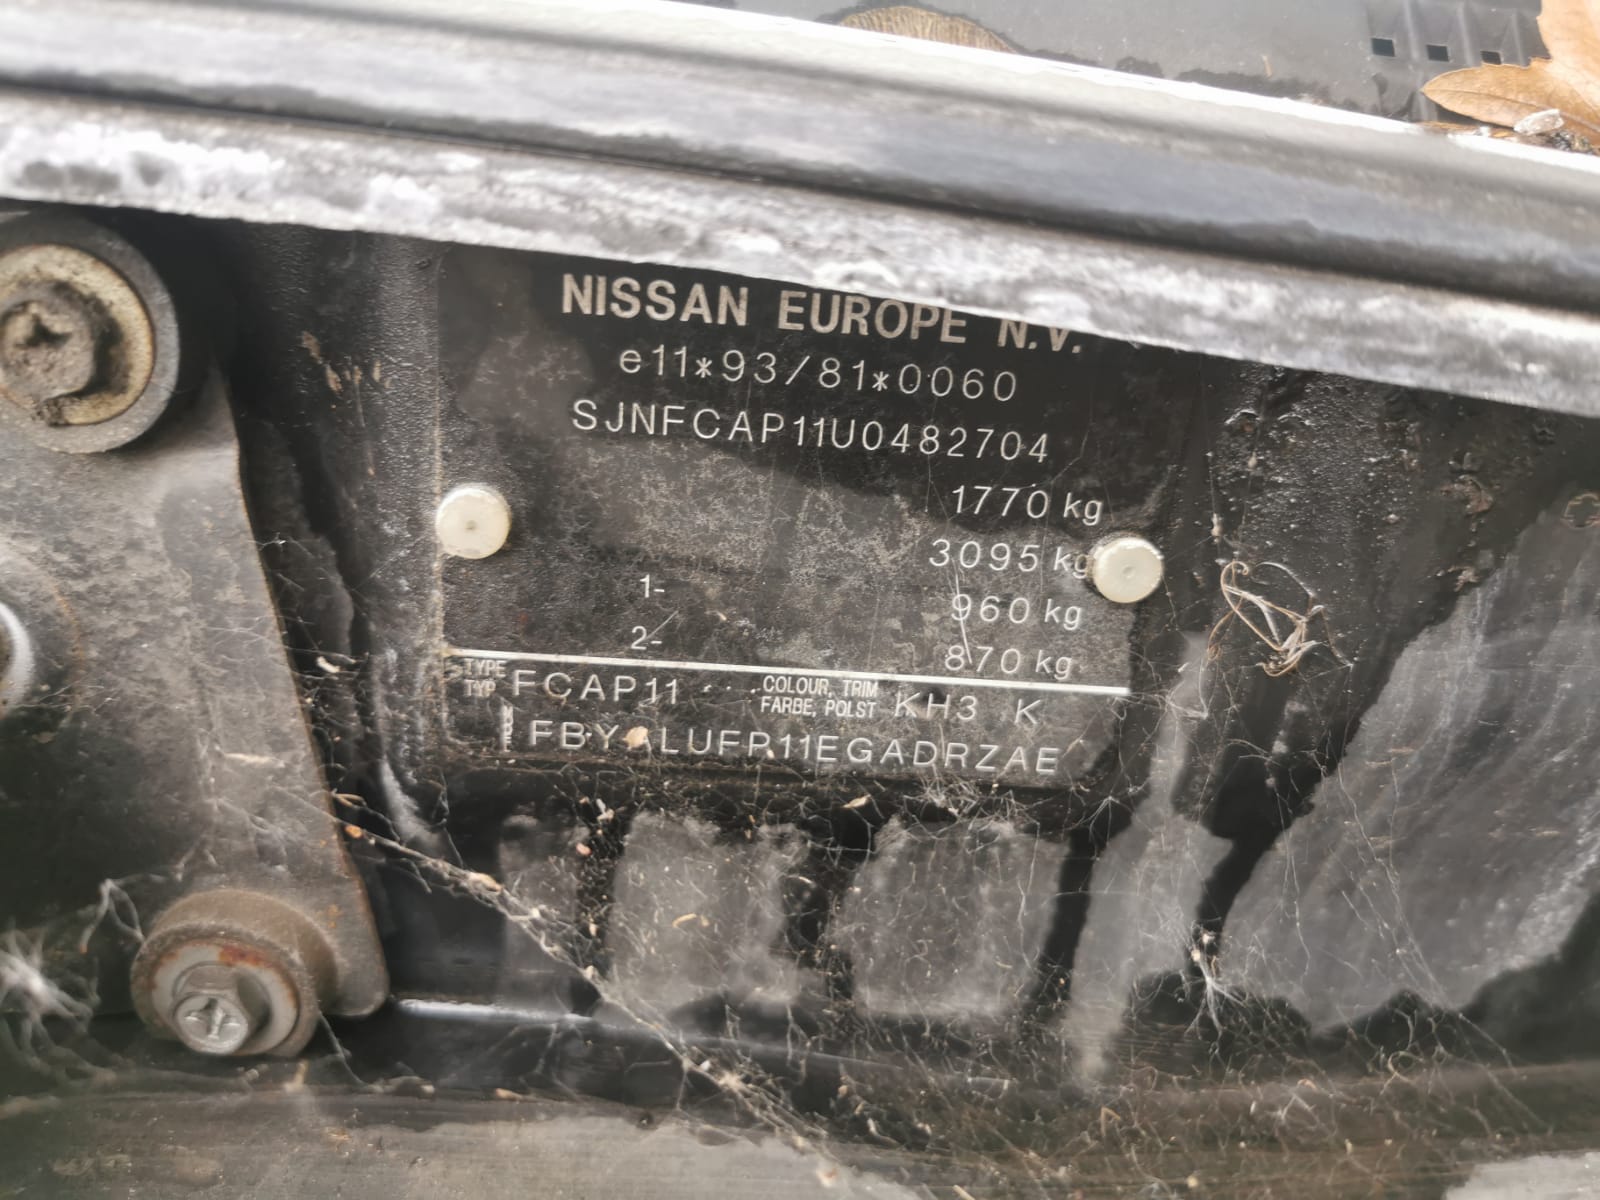 NISSAN EUROPE N.V.
e11*93/81*0060
SJNFCAP11U0482704
1770 kg
3095 kg
1- 960 kg
2- 870 kg
TYPE
TYP FCAP11 COLOUR, TRIM
FARBE, POLST KH3 K
FBYALUFP11EGADRZAE